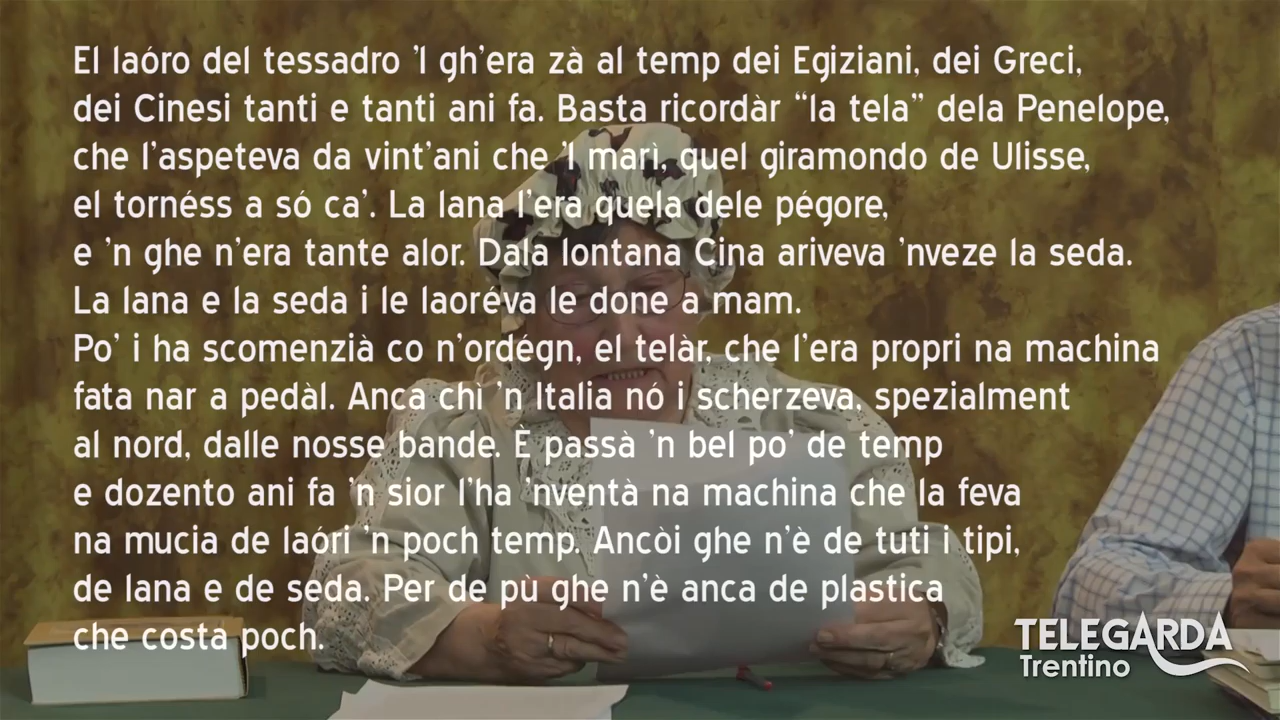 El laóro del tessadro 'l gh'era zà al temp dei Egiziani, dei Greci,
dei Cinesi tanti e tanti ani fa. Basta ricordàr “la tela” dela Penelope,
che l'aspeteva da vint'ani che 'l marì, quel giramondo de Ulisse,
el tornéss a só ca'. La lana l'era quela dele pégore,
e 'n ghe n'era tante alor. Dala lontana Cina ariveva 'nveze la seda.
La lana e la seda i le laoréva le done a mam.
Po' i ha scomenzià co n'ordégn, el telàr, che l'era propri na machina
fata nar a pedàl. Anca chì 'n Italia nó i scherzeva, spezialment
al nord, dalle nosse bande. È passà 'n bel po' de temp
e dozento ani fa 'n sior l'ha 'nventà na machina che la feva
na mucia de laóri 'n poch temp. Ancòi ghe n'è de tuti i tipi,
de lana e de seda. Per de pù ghe n'è anca de plastica
che costa poch.
TELEGARDA
Trentino